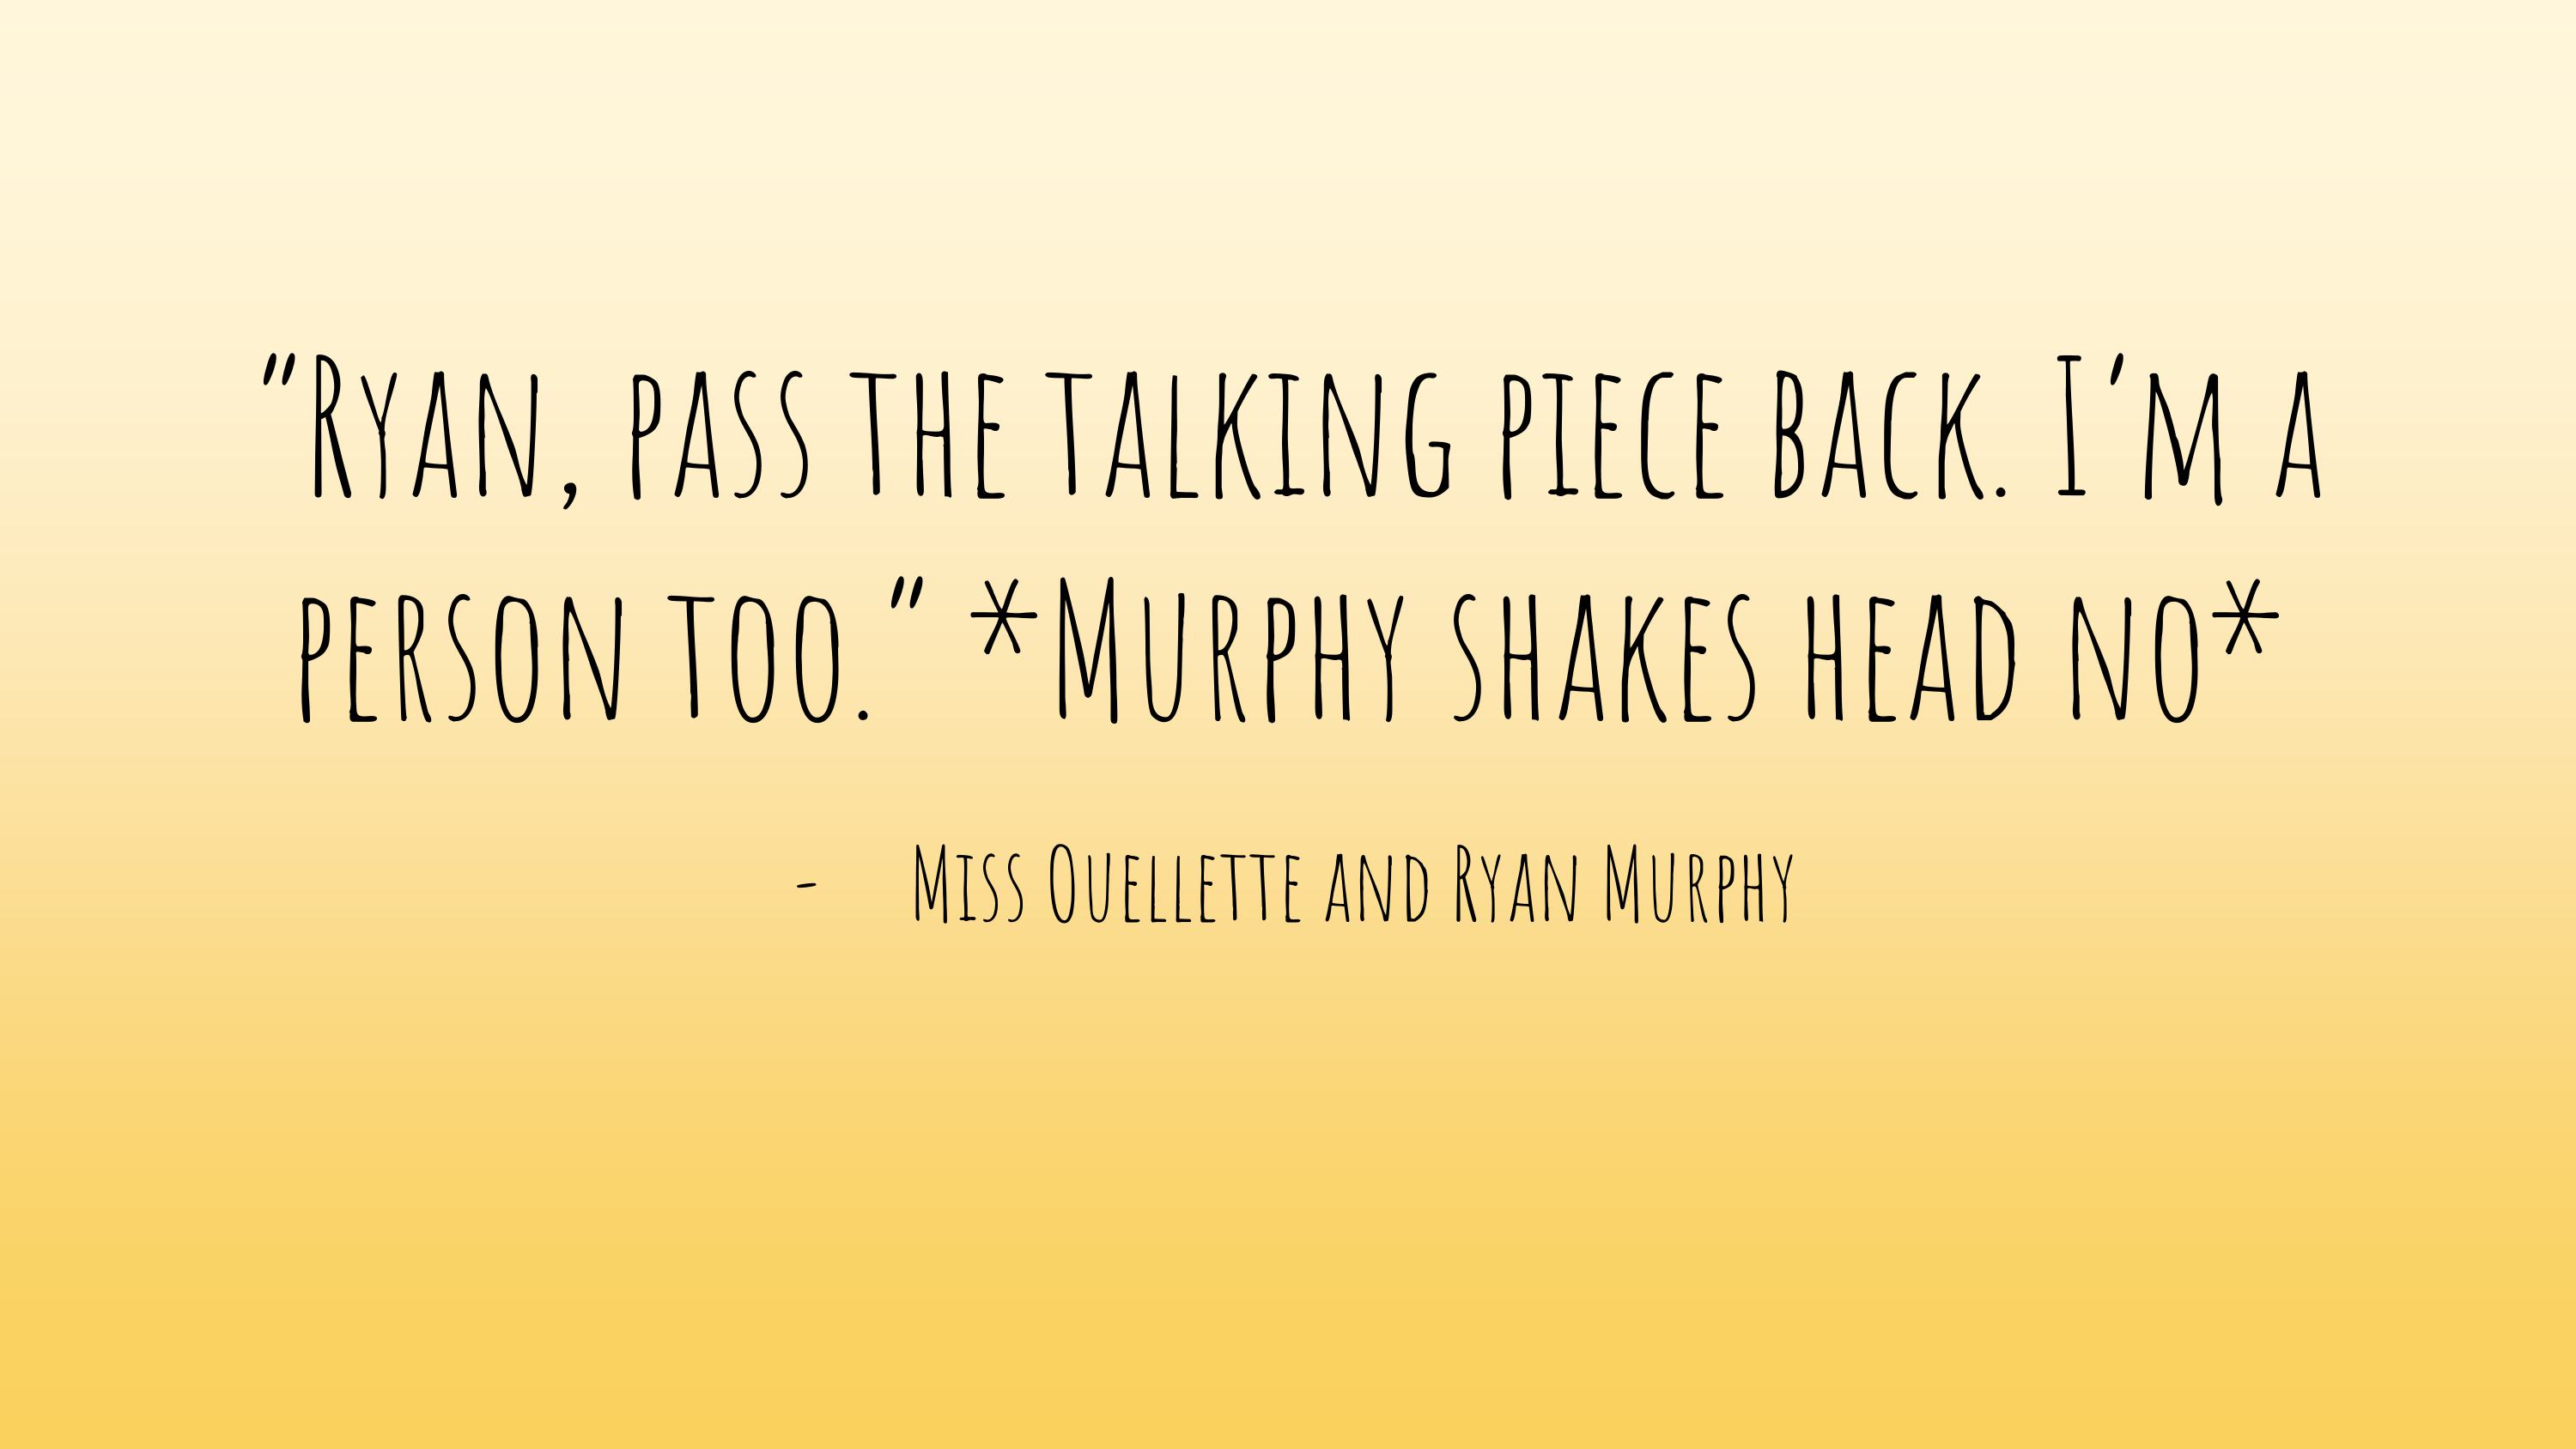 "Ryan, pass the talking piece back. I'm a
person too." *Murphy shakes head no*
- Miss Ouellette and Ryan Murphy